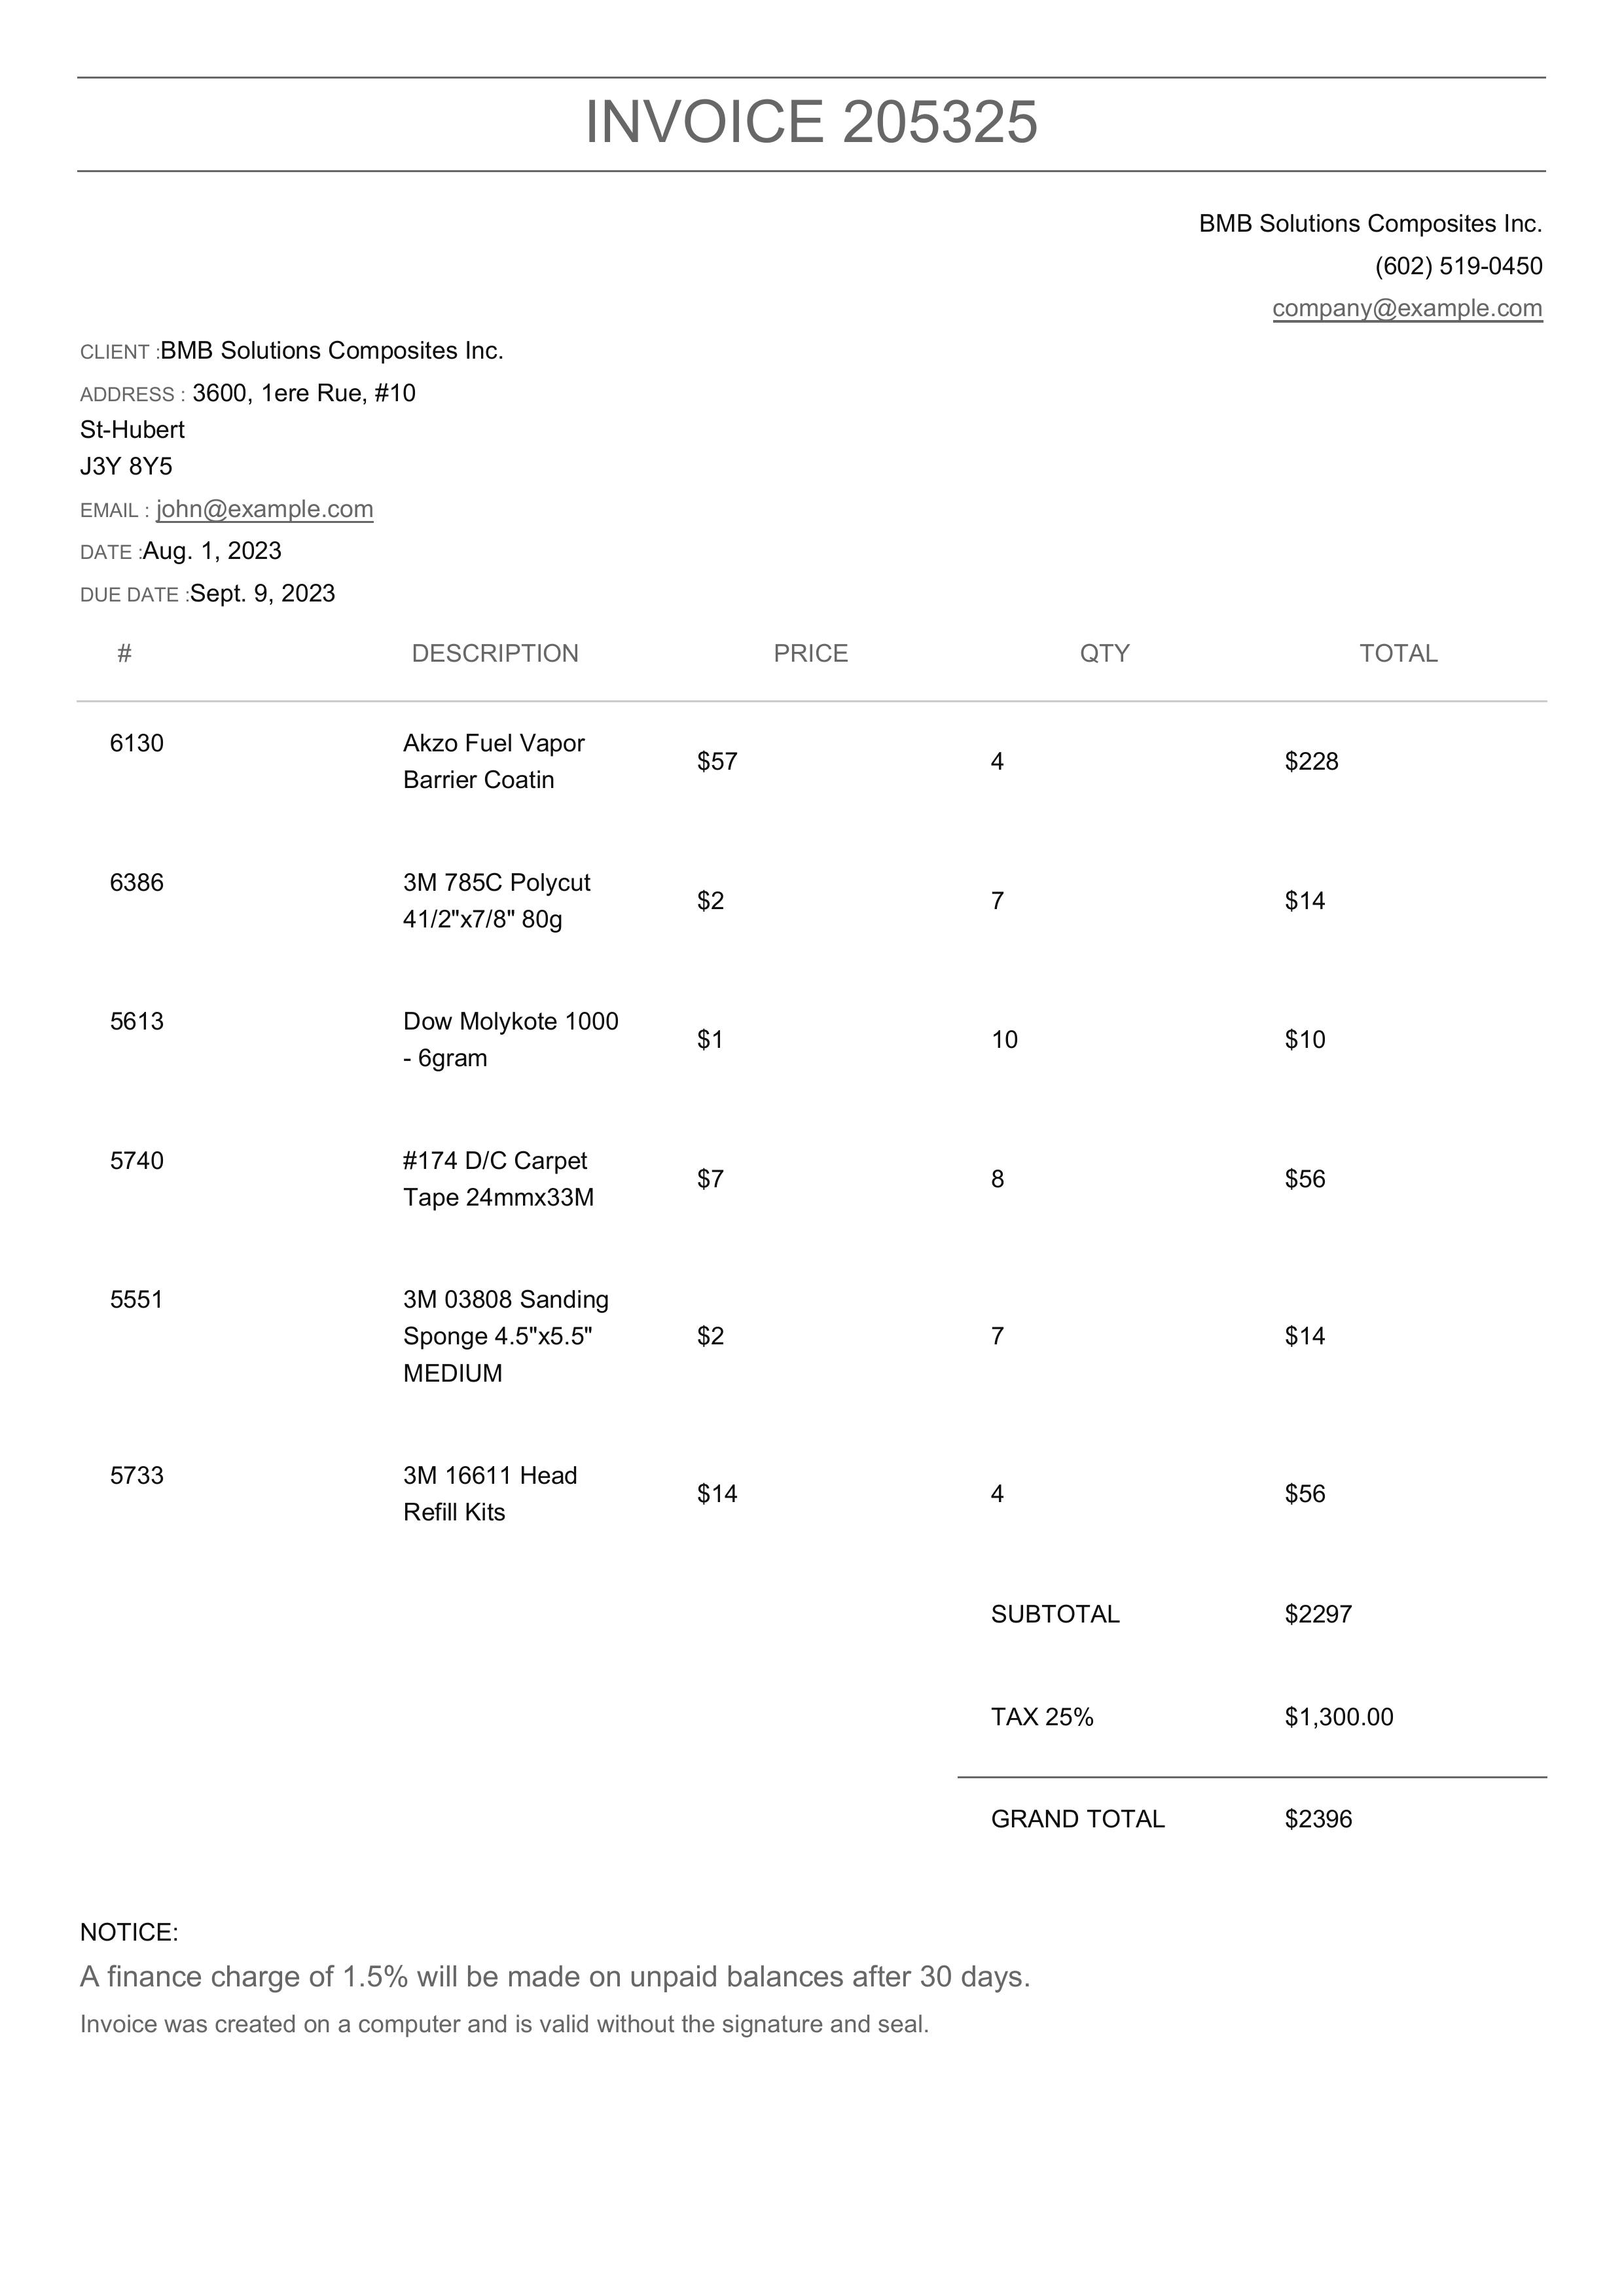 INVOICE 205325
BMB Solutions Composites Inc.
(602) 519-0450
company@example.com
CLIENT :BMB Solutions Composites Inc.
ADDRESS : 3600, 1ere Rue, #10
St-Hubert
J3Y 8Y5
EMAIL : john@example.com
DATE :Aug. 1, 2023
DUE DATE :Sept. 9, 2023
# DESCRIPTION PRICE QTY TOTAL
6130 Akzo Fuel Vapor
Barrier Coatin $57 4 $228
6386 3M 785C Polycut
41/2"x7/8" 80g $2 7 $14
5613 Dow Molykote 1000
- 6gram $1 10 $10
5740 #174 D/C Carpet
Tape 24mmx33M $7 8 $56
5551 3M 03808 Sanding
Sponge 4.5"x5.5" $2 7 $14
MEDIUM
5733 3M 16611 Head
Refill Kits $14 4 $56
SUBTOTAL $2297
TAX 25% $1,300.00
GRAND TOTAL $2396
NOTICE:
A finance charge of 1.5% will be made on unpaid balances after 30 days.
Invoice was created on a computer and is valid without the signature and seal.